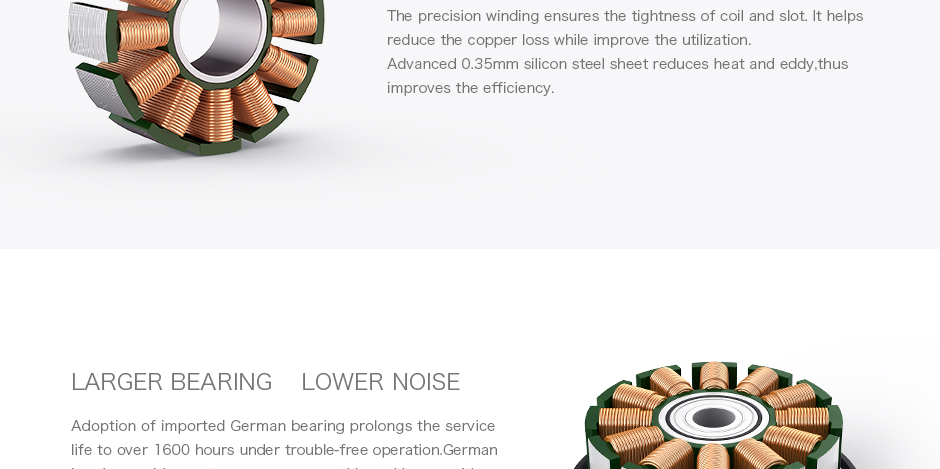 The precision winding ensures the tightness of coil and slot. It helps
reduce the copper loss while improve the utilization.
Advanced 0.35mm silicon steel sheet reduces heat and eddy,thus
improves the efficiency.
LARGER BEARING LOWER NOISE
Adoption of imported German bearing prolongs the service
life to over 1600 hours under trouble-free operation.German